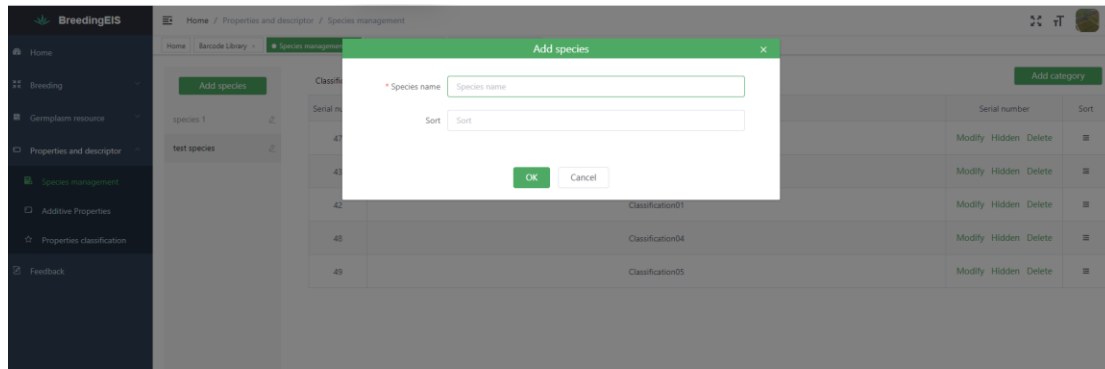 BreedingEIS
Home / Properties and descriptor / Species management
Home
Barcode Library ×
Species managemen
Home
Breeding
Germplasm resource
Properties and descriptor
Species management
Additive Properties
Properties classification
Feedback
Add species
species 1
test species
Add species ×
* Species name Species name
Sort Sort
OK Cancel
Classific
Add category
Serial nu Serial number Sort
47 Modify Hidden Delete
43 Modify Hidden Delete
42 Classification01 Modify Hidden Delete
48 Classification04 Modify Hidden Delete
49 Classification05 Modify Hidden Delete